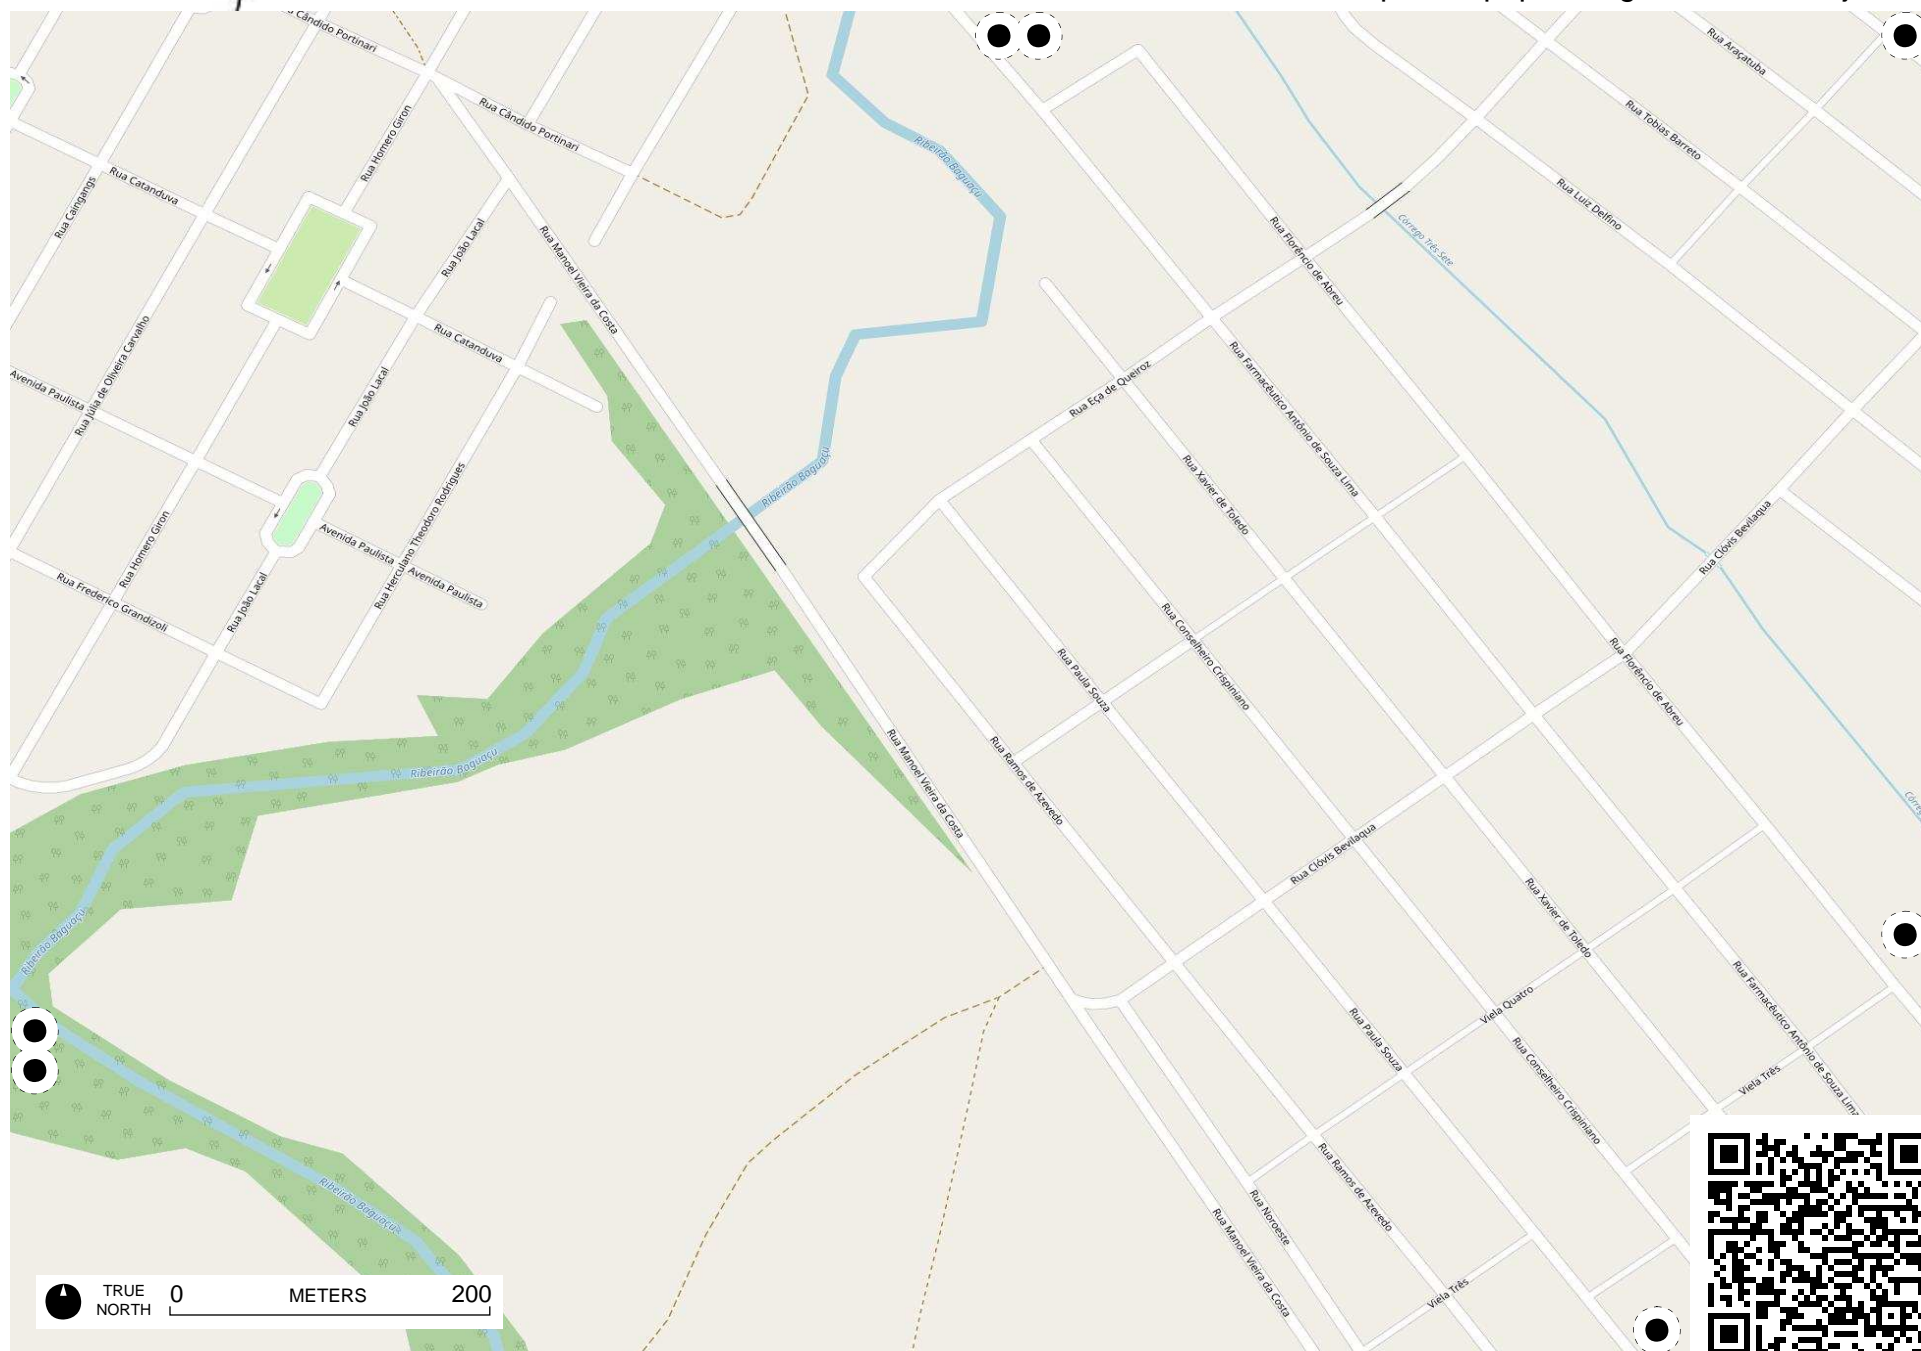 Rua Cândido Portinari
Rua Araçatuba
Rua Cândido Portinari
Rua Tobias Barreto
Rua Homero Giron
Ribeirão Baguaçu
Rua Catanduva
Rua Caingangs
Rua Luiz Delfino
Rua João Lacal
Rua Manoel Vieira da Costa
Rua Florêncio de Abreu
Córrego Três Sete
Rua Júlia de Oliveira Carvalho
Rua Catanduva
Rua Eça de Queiroz
Rua Farmacêutico Antônio de Souza Lima
Avenida Paulista
Rua João Lacal
Rua Xavier de Toledo
Ribeirão Baguaçu
Rua Herculano Theodoro Rodrigues
Rua Homero Giron
Avenida Paulista
Avenida Paulista
Rua Clóvis Bevilaqua
Rua Frederico Grandizoli
Rua João Lacal
Rua Conselheiro Crispiniano
Rua Paula Souza
Rua Florêncio de Abreu
Rua Ramos de Azevedo
Rua Manoel Vieira da Costa
Ribeirão Baguaçu
Rua Clóvis Bevilaqua
Ribeirão Baguaçu
Rua Xavier de Toledo
Rua Farmacêutico Antônio de Souza Lima
Viela Quatro
Rua Paula Souza
Rua Conselheiro Crispiniano
Viela Três
Rua Ramos de Azevedo
Ribeirão Baguaçu
Rua Noroeste
Rua Manoel Vieira da Costa
Viela Três
TRUE
NORTH
0 METERS 200